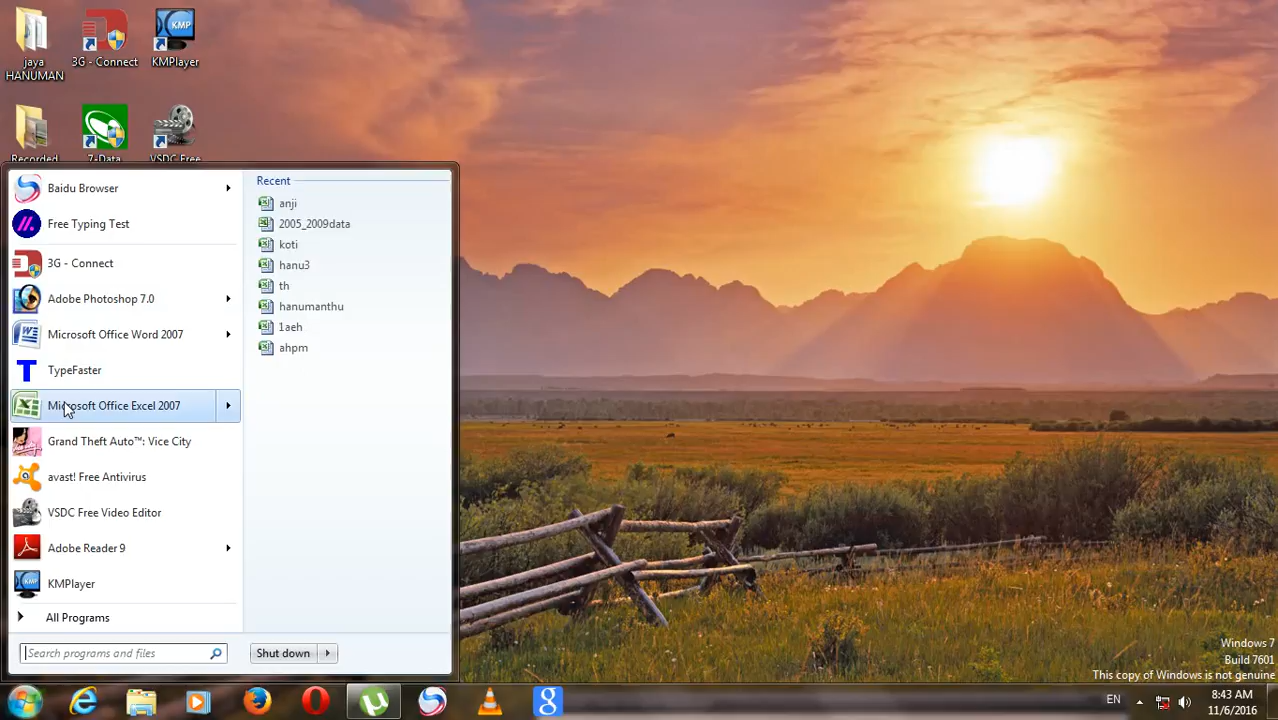 jaya
HANUMAN
3G - Connect
KMP
KMPlayer
Recorded
7-Data
VSDC Free
Baidu Browser
Free Typing Test
3G - Connect
Adobe Photoshop 7.0
Microsoft Office Word 2007
TypeFaster
Microsoft Office Excel 2007
Grand Theft Auto™: Vice City
avast! Free Antivirus
VSDC Free Video Editor
Adobe Reader 9
KMPlayer
All Programs
Search programs and files
Shut down
Recent
anji
2005_2009data
koti
hanu3
th
hanumanthu
1aeh
ahpm
Windows 7
Build 7601
This copy of Windows is not genuine
EN
8:43 AM
11/6/2016